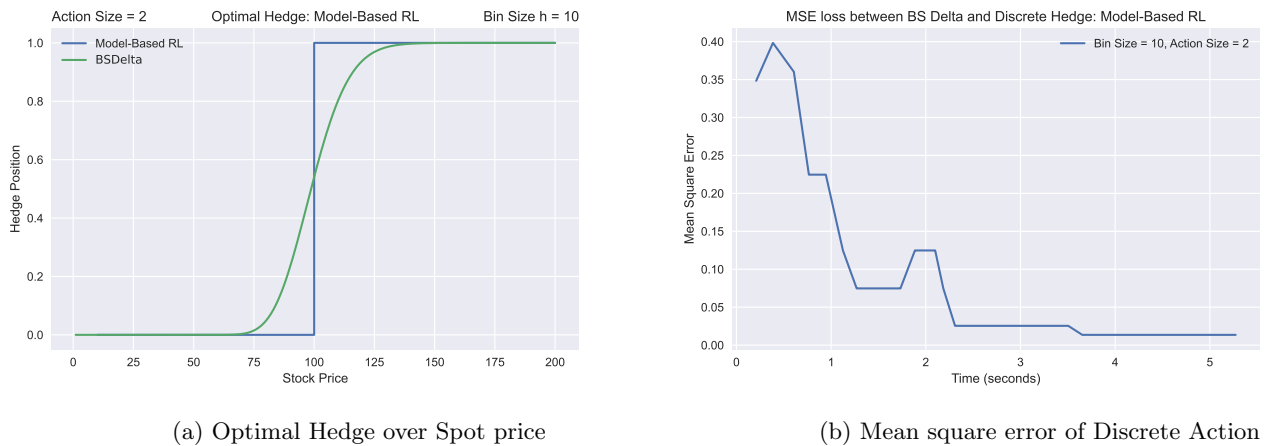 Action Size = 2 Optimal Hedge: Model-Based RL Bin Size h = 10
Model-Based RL
BSDelta
Hedge Position
1.0
0.8
0.6
0.4
0.2
0.0
0 25 50 75 100 125 150 175 200
Stock Price
(a) Optimal Hedge over Spot price
MSE loss between BS Delta and Discrete Hedge: Model-Based RL
Bin Size = 10, Action Size = 2
Mean Square Error
0.40
0.35
0.30
0.25
0.20
0.15
0.10
0.05
0.00
0 1 2 3 4 5
Time (seconds)
(b) Mean square error of Discrete Action